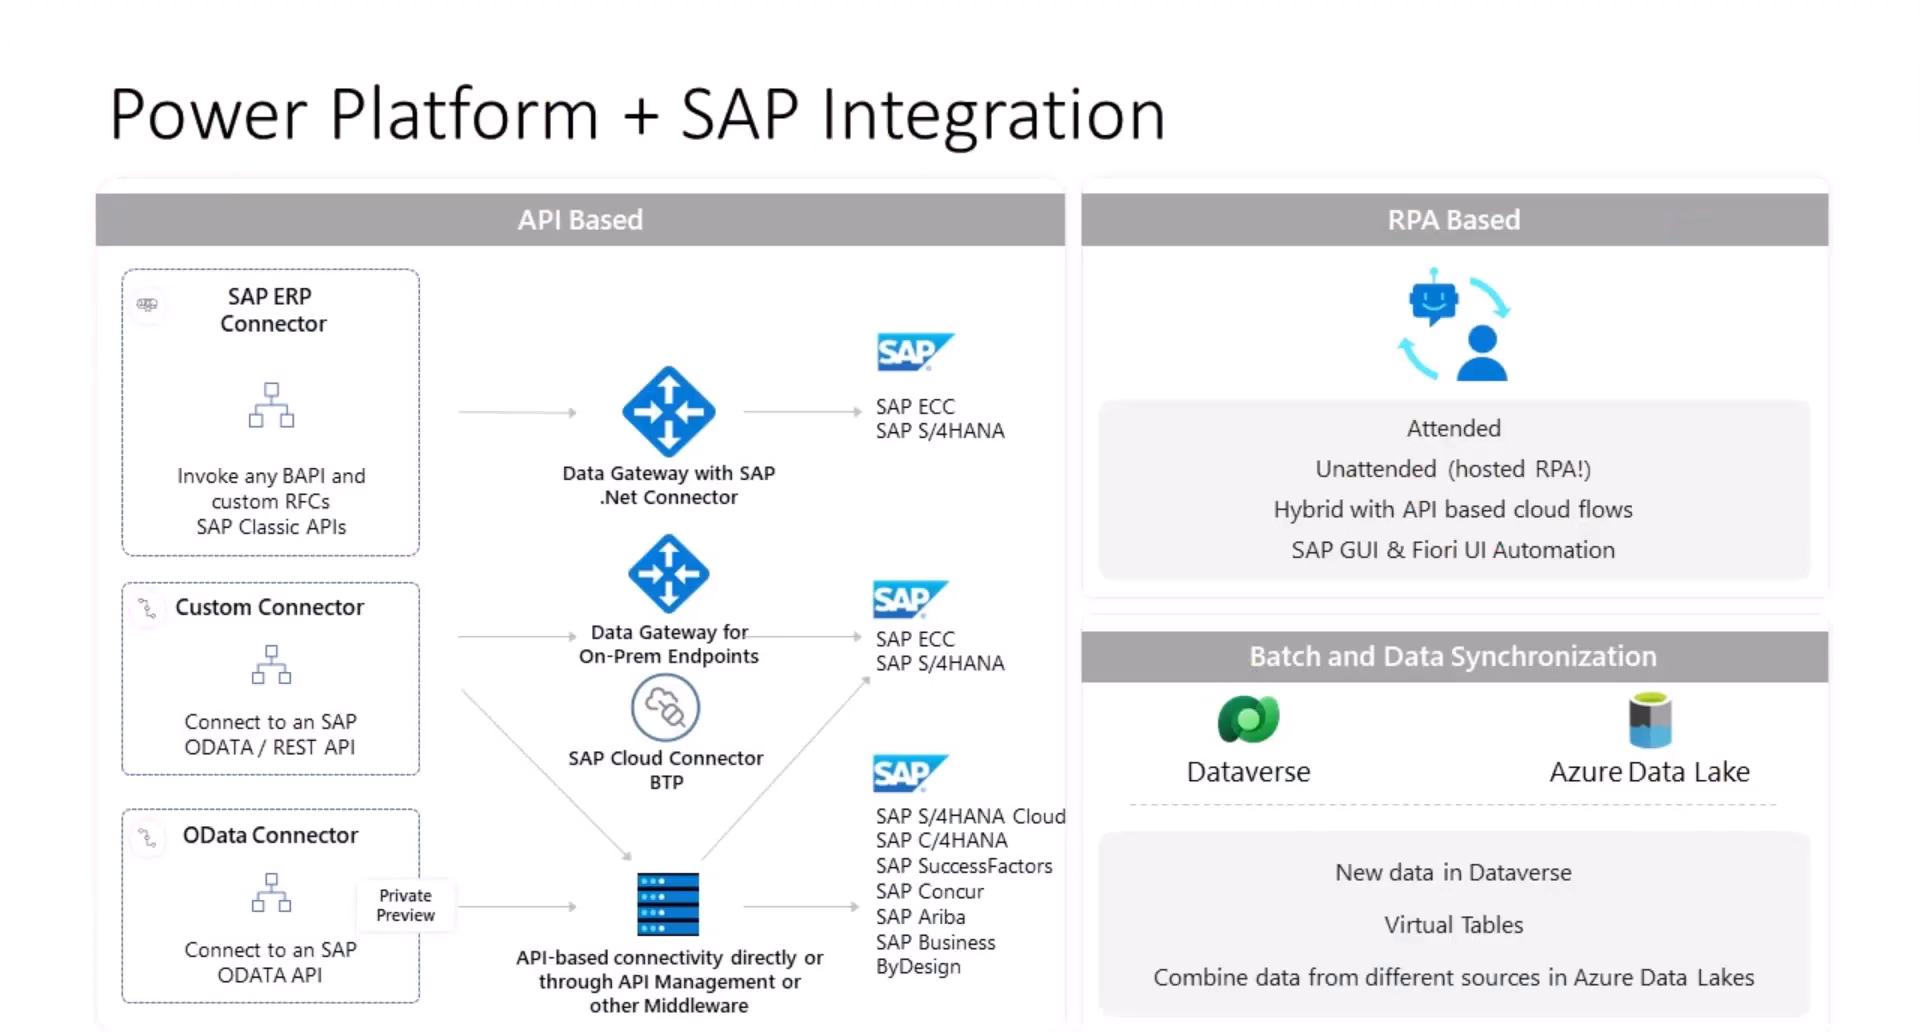 Power Platform + SAP Integration
API Based
SAP ERP
Connector
Invoke any BAPI and
custom RFCs
SAP Classic APIs
Data Gateway with SAP
.Net Connector
SAP
SAP ECC
SAP S/4HANA
Custom Connector
Connect to an SAP
ODATA / REST API
Data Gateway for
On-Prem Endpoints
SAP Cloud Connector
BTP
SAP
SAP ECC
SAP S/4HANA
OData Connector
Private
Preview
Connect to an SAP
ODATA API
API-based connectivity directly or
through API Management or
other Middleware
SAP
SAP S/4HANA Cloud
SAP C/4HANA
SAP SuccessFactors
SAP Concur
SAP Ariba
SAP Business
ByDesign
RPA Based
Attended
Unattended (hosted RPA!)
Hybrid with API based cloud flows
SAP GUI & Fiori UI Automation
Batch and Data Synchronization
Dataverse
Azure Data Lake
New data in Dataverse
Virtual Tables
Combine data from different sources in Azure Data Lakes